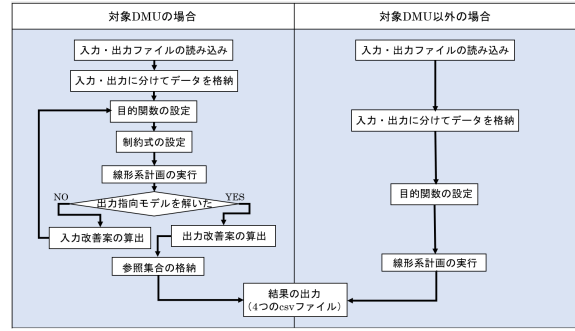 対象DMUの場合
入力・出力ファイルの読み込み
入力・出力に分けてデータを格納
目的関数の設定
制約式の設定
線形系計画の実行
出力指向モデルを解いた
NO
YES
入力改善案の算出
出力改善案の算出
参照集合の格納
対象DMU以外の場合
入力・出力ファイルの読み込み
入力・出力に分けてデータを格納
目的関数の設定
線形系計画の実行
結果の出力
(4つのcsvファイル)